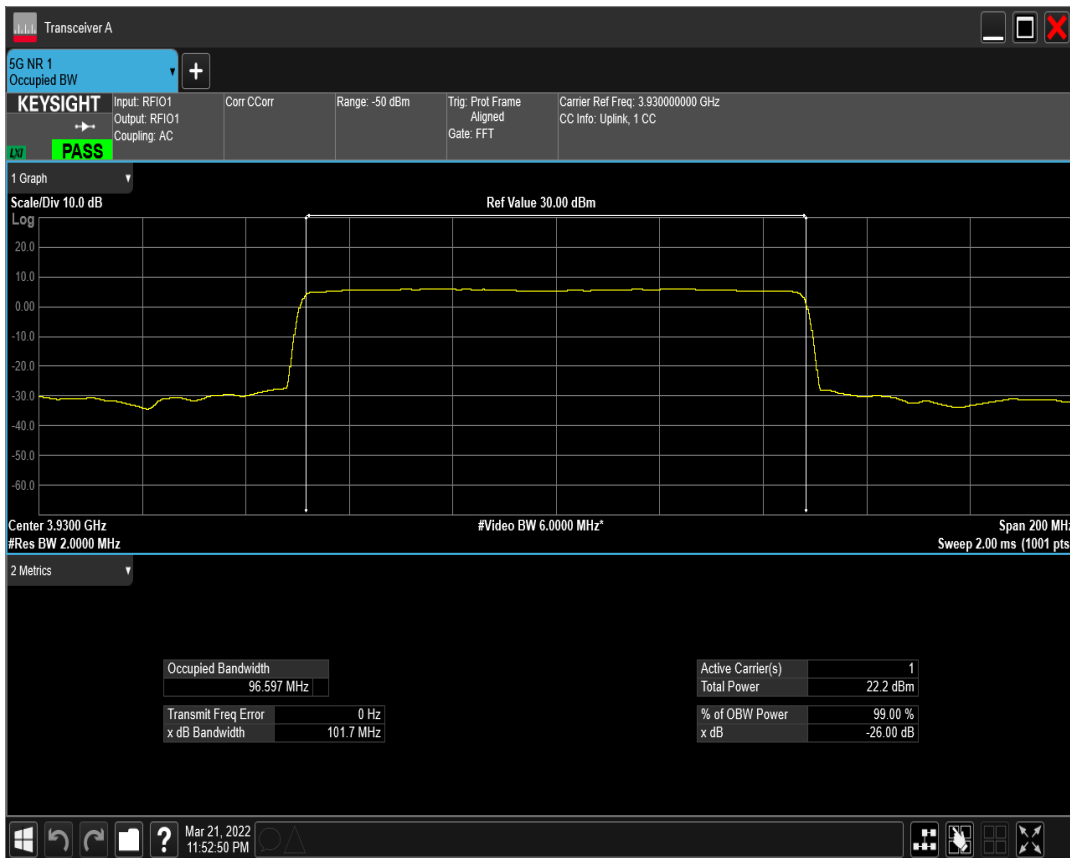 Transceiver A
5G NR 1
Occupied BW
KEYSIGHT
LXI
PASS
Input: RFIO1
Output: RFIO1
Coupling: AC
Corr CCorr
Range: -50 dBm
Trig: Prot Frame
Aligned
Gate: FFT
Carrier Ref Freq: 3.930000000 GHz
CC Info: Uplink, 1 CC
1 Graph
Scale/Div 10.0 dB
Ref Value 30.00 dBm
Log
20.0
10.0
0.00
-10.0
-20.0
-30.0
-40.0
-50.0
-60.0
Center 3.9300 GHz
#Video BW 6.0000 MHz*
Span 200 MHz
#Res BW 2.0000 MHz
Sweep 2.00 ms (1001 pts
2 Metrics
Occupied Bandwidth
96.597 MHz
Transmit Freq Error 0 Hz
x dB Bandwidth 101.7 MHz
Active Carrier(s) 1
Total Power 22.2 dBm
% of OBW Power 99.00 %
x dB -26.00 dB
?
Mar 21, 2022
11:52:50 PM